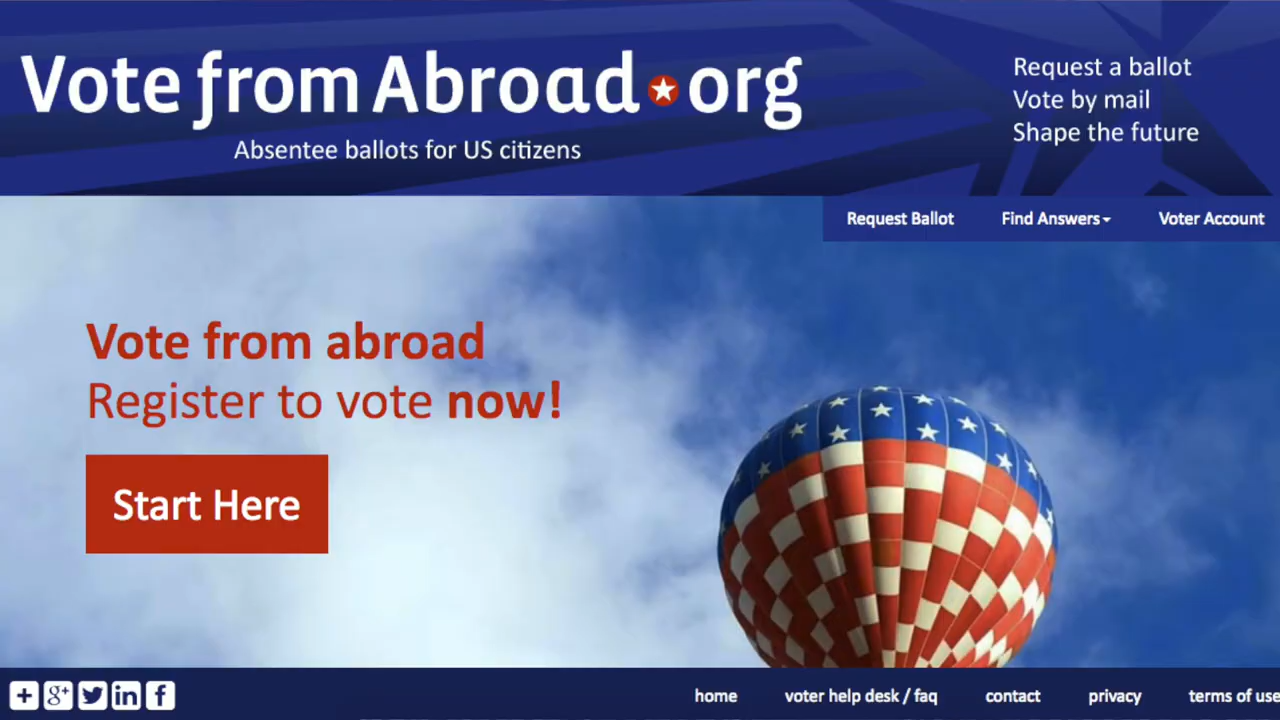 Vote from Abroad.org
Absentee ballots for US citizens
Request a ballot
Vote by mail
Shape the future
Request Ballot
Find Answers
Voter Account
Vote from abroad
Register to vote now!
Start Here
home
voter help desk / faq
contact
privacy
terms of use